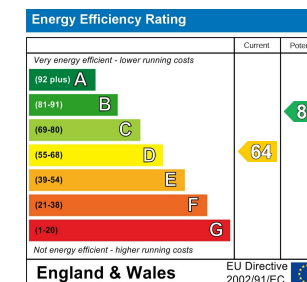 Energy Efficiency Rating
Current
Very energy efficient - lower running costs
(92 plus) A
(81-91) B
(69-80) C
(55-68) D
64
(39-54) E
(21-38) F
(1-20) G
Not energy efficient - higher running costs
England & Wales
EU Directive
2002/91/EC